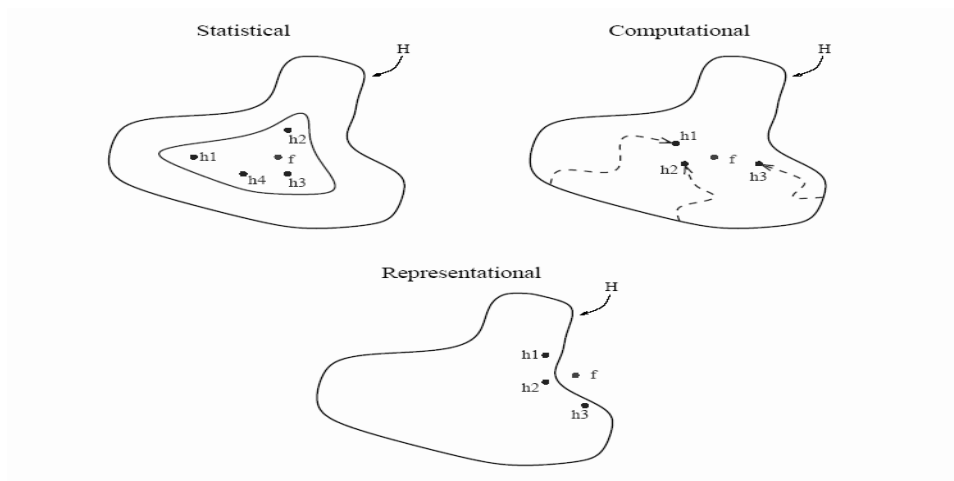 Statistical
H
h2
h1
f
h4
h3
Computational
H
h1
f
h2
h3
Representational
H
h1
f
h2
h3